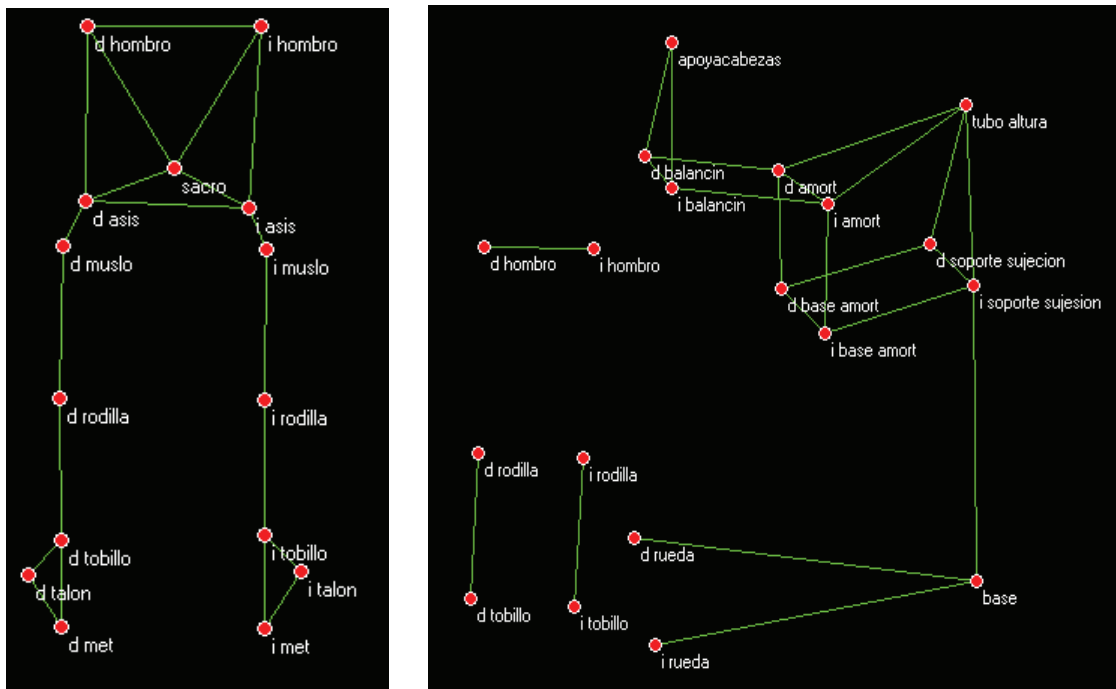 d hombro
i hombro
sacro
d asis
i asis
d muslo
i muslo
d rodilla
i rodilla
d tobillo
i tobillo
d talon
i talon
d met
i met
apoyacabezas
tubo altura
d balancin
d amort
i balancin
i amort
d hombro
i hombro
d soporte sujecion
d base amort
i soporte sujesion
i base amort
d rodilla
i rodilla
d rueda
d tobillo
i tobillo
base
i rueda